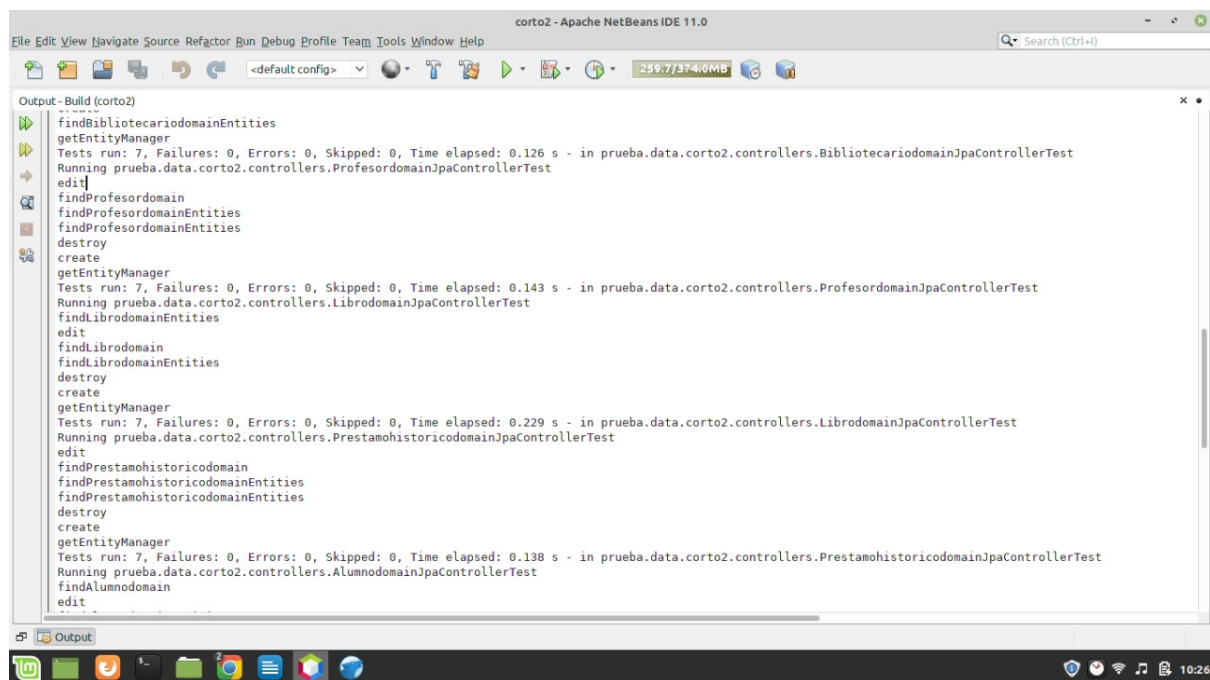 corto2 - Apache NetBeans IDE 11.0
File Edit View Navigate Source Refactor Run Debug Profile Team Tools Window Help
Search (Ctrl+I)
<default config>
259.7/374.0MB
Output - Build (corto2)
findBibliotecariodomainEntities
getEntityManager
Tests run: 7, Failures: 0, Errors: 0, Skipped: 0, Time elapsed: 0.126 s - in prueba.data.corto2.controllers.BibliotecariodomainJpaControllerTest
Running prueba.data.corto2.controllers.ProfesordomainJpaControllerTest
edit
findProfesordomain
findProfesordomainEntities
findProfesordomainEntities
destroy
create
getEntityManager
Tests run: 7, Failures: 0, Errors: 0, Skipped: 0, Time elapsed: 0.143 s - in prueba.data.corto2.controllers.ProfesordomainJpaControllerTest
Running prueba.data.corto2.controllers.LibrodomainJpaControllerTest
findLibrodomainEntities
edit
findLibrodomain
findLibrodomainEntities
destroy
create
getEntityManager
Tests run: 7, Failures: 0, Errors: 0, Skipped: 0, Time elapsed: 0.229 s - in prueba.data.corto2.controllers.LibrodomainJpaControllerTest
Running prueba.data.corto2.controllers.PrestamohistoricodomainJpaControllerTest
edit
findPrestamohistoricodomain
findPrestamohistoricodomainEntities
findPrestamohistoricodomainEntities
destroy
create
getEntityManager
Tests run: 7, Failures: 0, Errors: 0, Skipped: 0, Time elapsed: 0.138 s - in prueba.data.corto2.controllers.PrestamohistoricodomainJpaControllerTest
Running prueba.data.corto2.controllers.AlumnodomainJpaControllerTest
findAlumnodomain
edit
Output
2
10:26